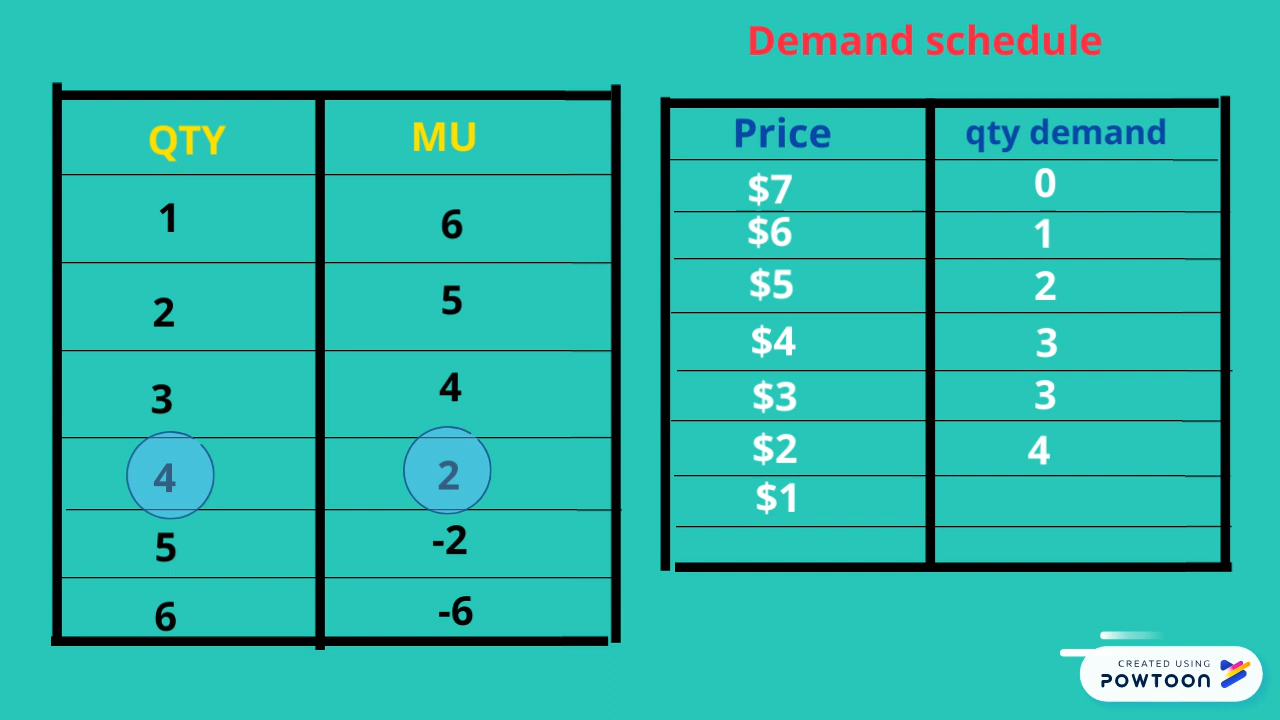 Demand schedule
QTY MU
1 6
2 5
3 4
4 2
5 -2
6 -6
Price qty demand
$7 0
$6 1
$5 2
$4 3
$3 3
$2 4
$1
CREATED USING
POWTOON